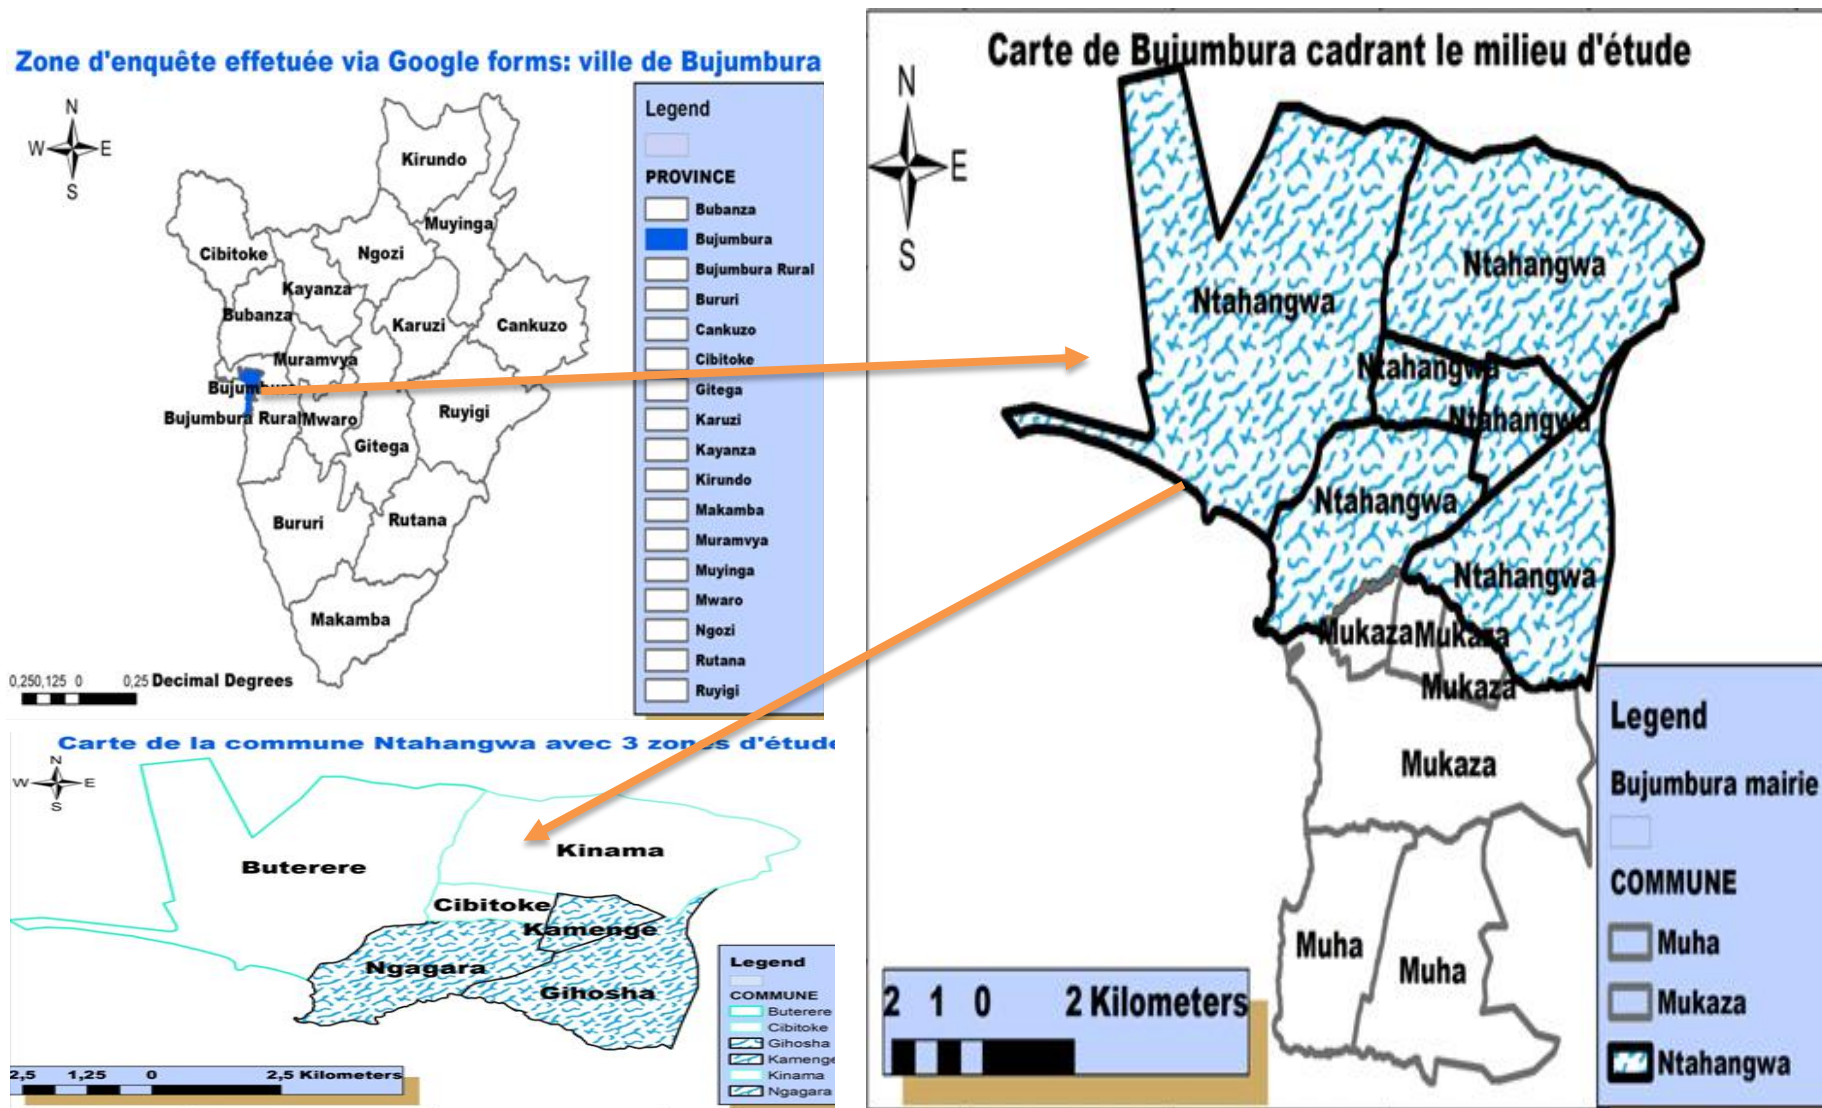 Zone d'enquête effetuée via Google forms: ville de Bujumbura
N
W E
S
Kirundo
Muyinga
Cibitoke
Ngozi
Kayanza
Bubanza
Karuzi
Cankuzo
Muramvya
Bujumbura
Bujumbura Rural
Mwaro
Ruyigi
Gitega
Bururi
Rutana
Makamba
0,250,125 0 0,25 Decimal Degrees
Legend
PROVINCE
Bubanza
Bujumbura
Bujumbura Rural
Bururi
Cankuzo
Cibitoke
Gitega
Karuzi
Kayanza
Kirundo
Makamba
Muramvya
Muyinga
Mwaro
Ngozi
Rutana
Ruyigi
Carte de Bujumbura cadrant le milieu d'étude
N
E
S
Ntahangwa
Ntahangwa
Ntahangwa
Ntahangwa
Ntahangwa
Ntahangwa
Mukaza
Mukaza
Mukaza
Mukaza
Muha
Muha
2 1 0 2 Kilometers
Legend
Bujumbura mairie
COMMUNE
Muha
Mukaza
Ntahangwa
Carte de la commune Ntahangwa avec 3 zones d'étude
N
W E
S
Buterere
Kinama
Cibitoke
Kamenge
Ngagara
Gihosha
2,5 1,25 0 2,5 Kilometers
Legend
COMMUNE
Buterere
Cibitoke
Gihosha
Kamenge
Kinama
Ngagara